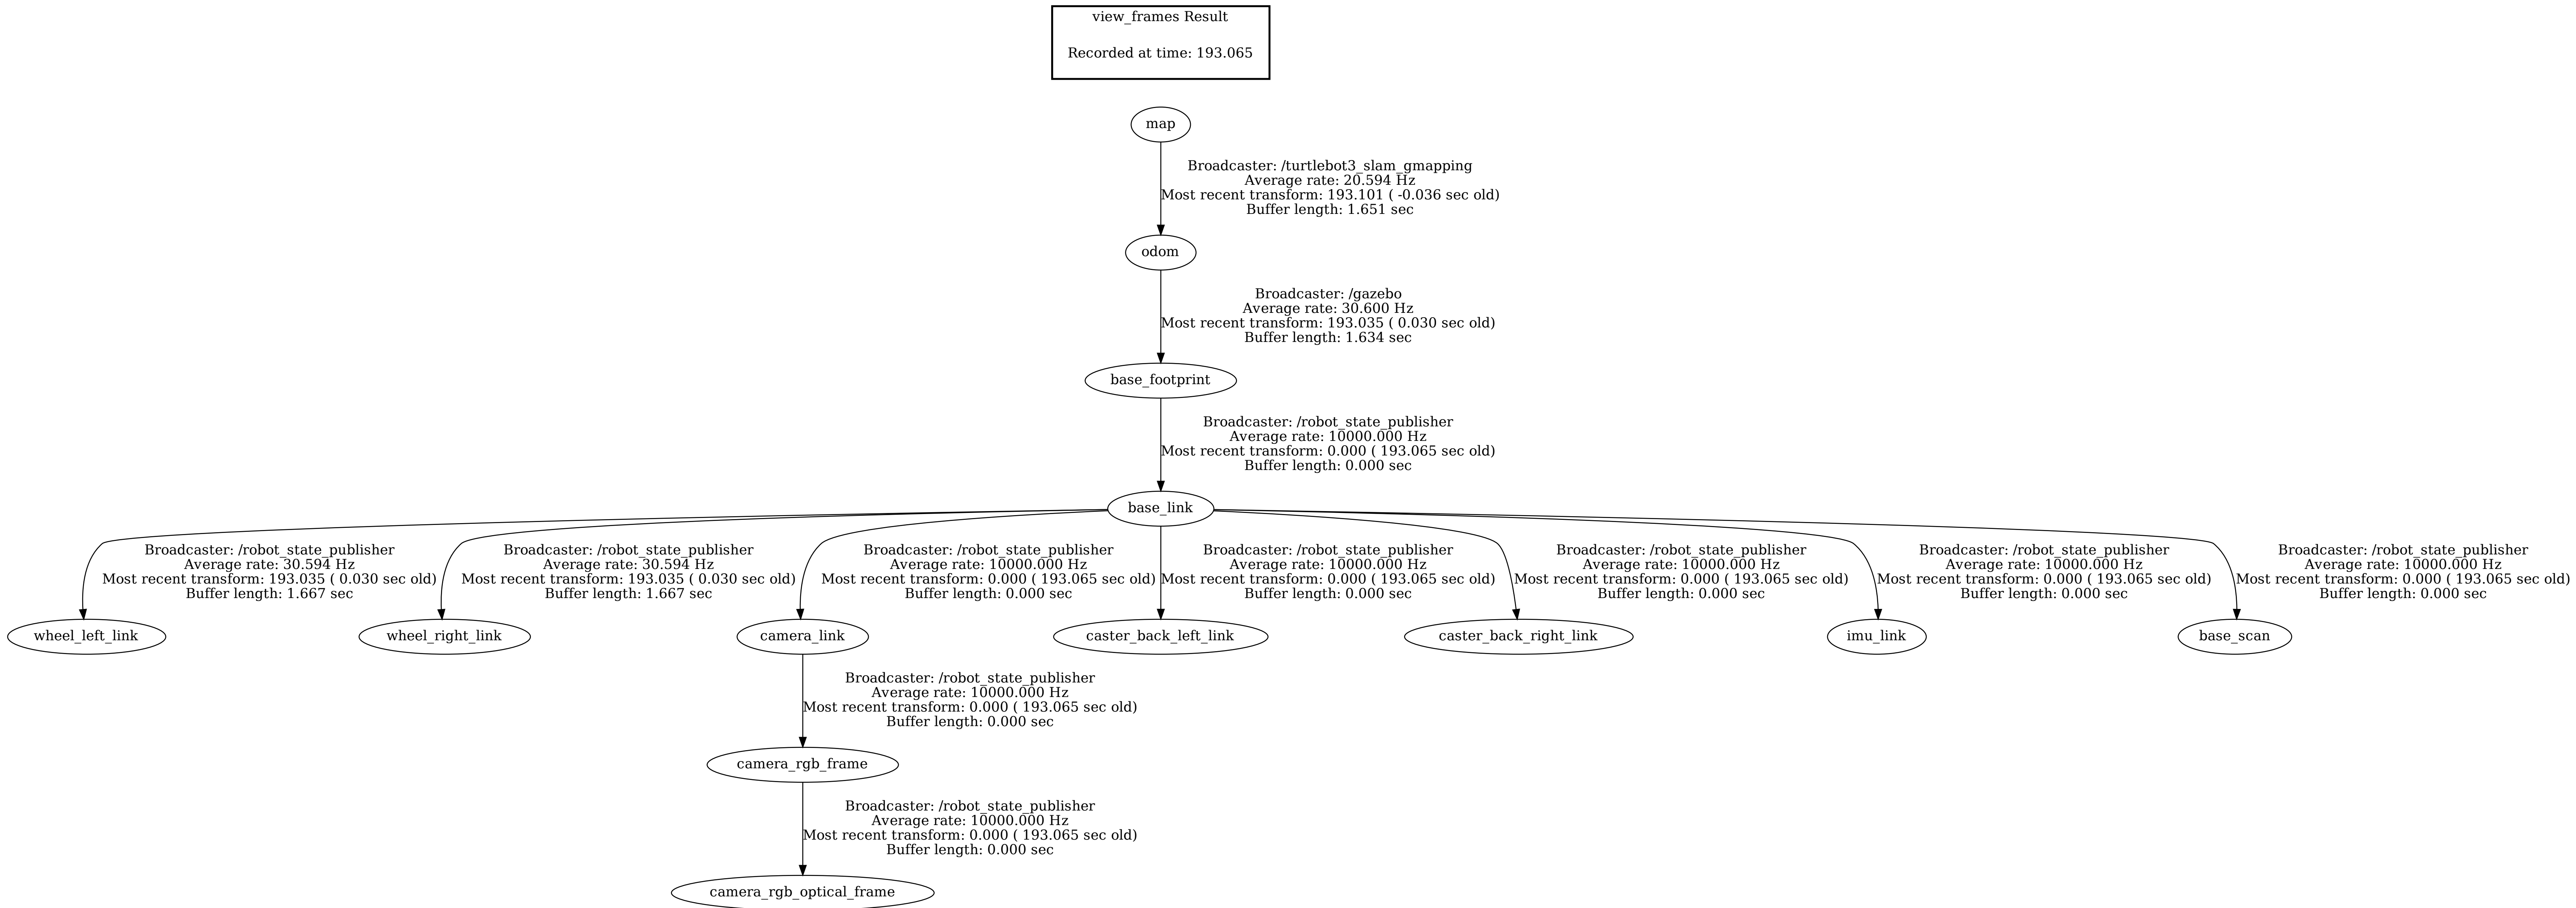 view_frames Result
Recorded at time: 193.065
map
Broadcaster: /turtlebot3_slam_gmapping
Average rate: 20.594 Hz
Most recent transform: 193.101 ( -0.036 sec old)
Buffer length: 1.651 sec
odom
Broadcaster: /gazebo
Average rate: 30.600 Hz
Most recent transform: 193.035 ( 0.030 sec old)
Buffer length: 1.634 sec
base_footprint
Broadcaster: /robot_state_publisher
Average rate: 10000.000 Hz
Most recent transform: 0.000 ( 193.065 sec old)
Buffer length: 0.000 sec
base_link
Broadcaster: /robot_state_publisher
Average rate: 30.594 Hz
Most recent transform: 193.035 ( 0.030 sec old)
Buffer length: 1.667 sec
Broadcaster: /robot_state_publisher
Average rate: 30.594 Hz
Most recent transform: 193.035 ( 0.030 sec old)
Buffer length: 1.667 sec
Broadcaster: /robot_state_publisher
Average rate: 10000.000 Hz
Most recent transform: 0.000 ( 193.065 sec old)
Buffer length: 0.000 sec
Broadcaster: /robot_state_publisher
Average rate: 10000.000 Hz
Most recent transform: 0.000 ( 193.065 sec old)
Buffer length: 0.000 sec
Broadcaster: /robot_state_publisher
Average rate: 10000.000 Hz
Most recent transform: 0.000 ( 193.065 sec old)
Buffer length: 0.000 sec
Broadcaster: /robot_state_publisher
Average rate: 10000.000 Hz
Most recent transform: 0.000 ( 193.065 sec old)
Buffer length: 0.000 sec
Broadcaster: /robot_state_publisher
Average rate: 10000.000 Hz
Most recent transform: 0.000 ( 193.065 sec old)
Buffer length: 0.000 sec
wheel_left_link
wheel_right_link
camera_link
caster_back_left_link
caster_back_right_link
imu_link
base_scan
Broadcaster: /robot_state_publisher
Average rate: 10000.000 Hz
Most recent transform: 0.000 ( 193.065 sec old)
Buffer length: 0.000 sec
camera_rgb_frame
Broadcaster: /robot_state_publisher
Average rate: 10000.000 Hz
Most recent transform: 0.000 ( 193.065 sec old)
Buffer length: 0.000 sec
camera_rgb_optical_frame